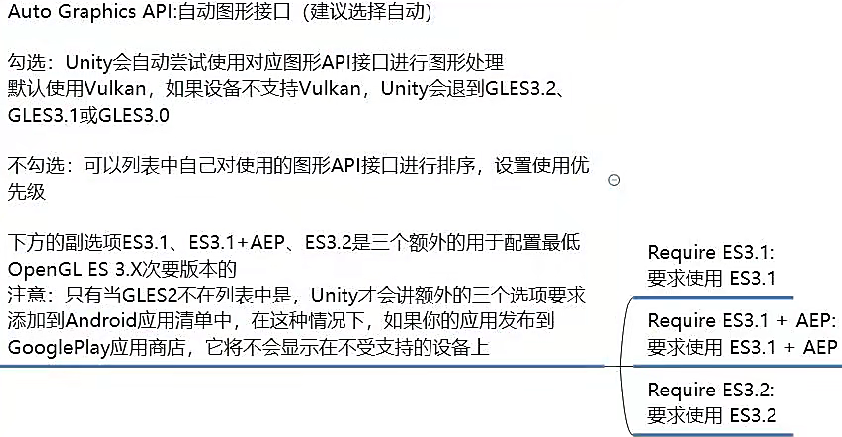 Auto Graphics API:自动图形接口（建议选择自动）
勾选：Unity会自动尝试使用对应图形API接口进行图形处理
默认使用Vulkan，如果设备不支持Vulkan，Unity会退到GLES3.2、
GLES3.1或GLES3.0
不勾选：可以列表中自己对使用的图形API接口进行排序，设置使用优
先级
下方的副选项ES3.1、ES3.1+AEP、ES3.2是三个额外的用于配置最低
OpenGL ES 3.X次要版本的
注意：只有当GLES2不在列表中是，Unity才会讲额外的三个选项要求
添加到Android应用清单中，在这种情况下，如果你的应用发布到
GooglePlay应用商店，它将不会显示在不受支持的设备上
Require ES3.1:
要求使用 ES3.1
Require ES3.1 + AEP:
要求使用 ES3.1 + AEP
Require ES3.2:
要求使用 ES3.2